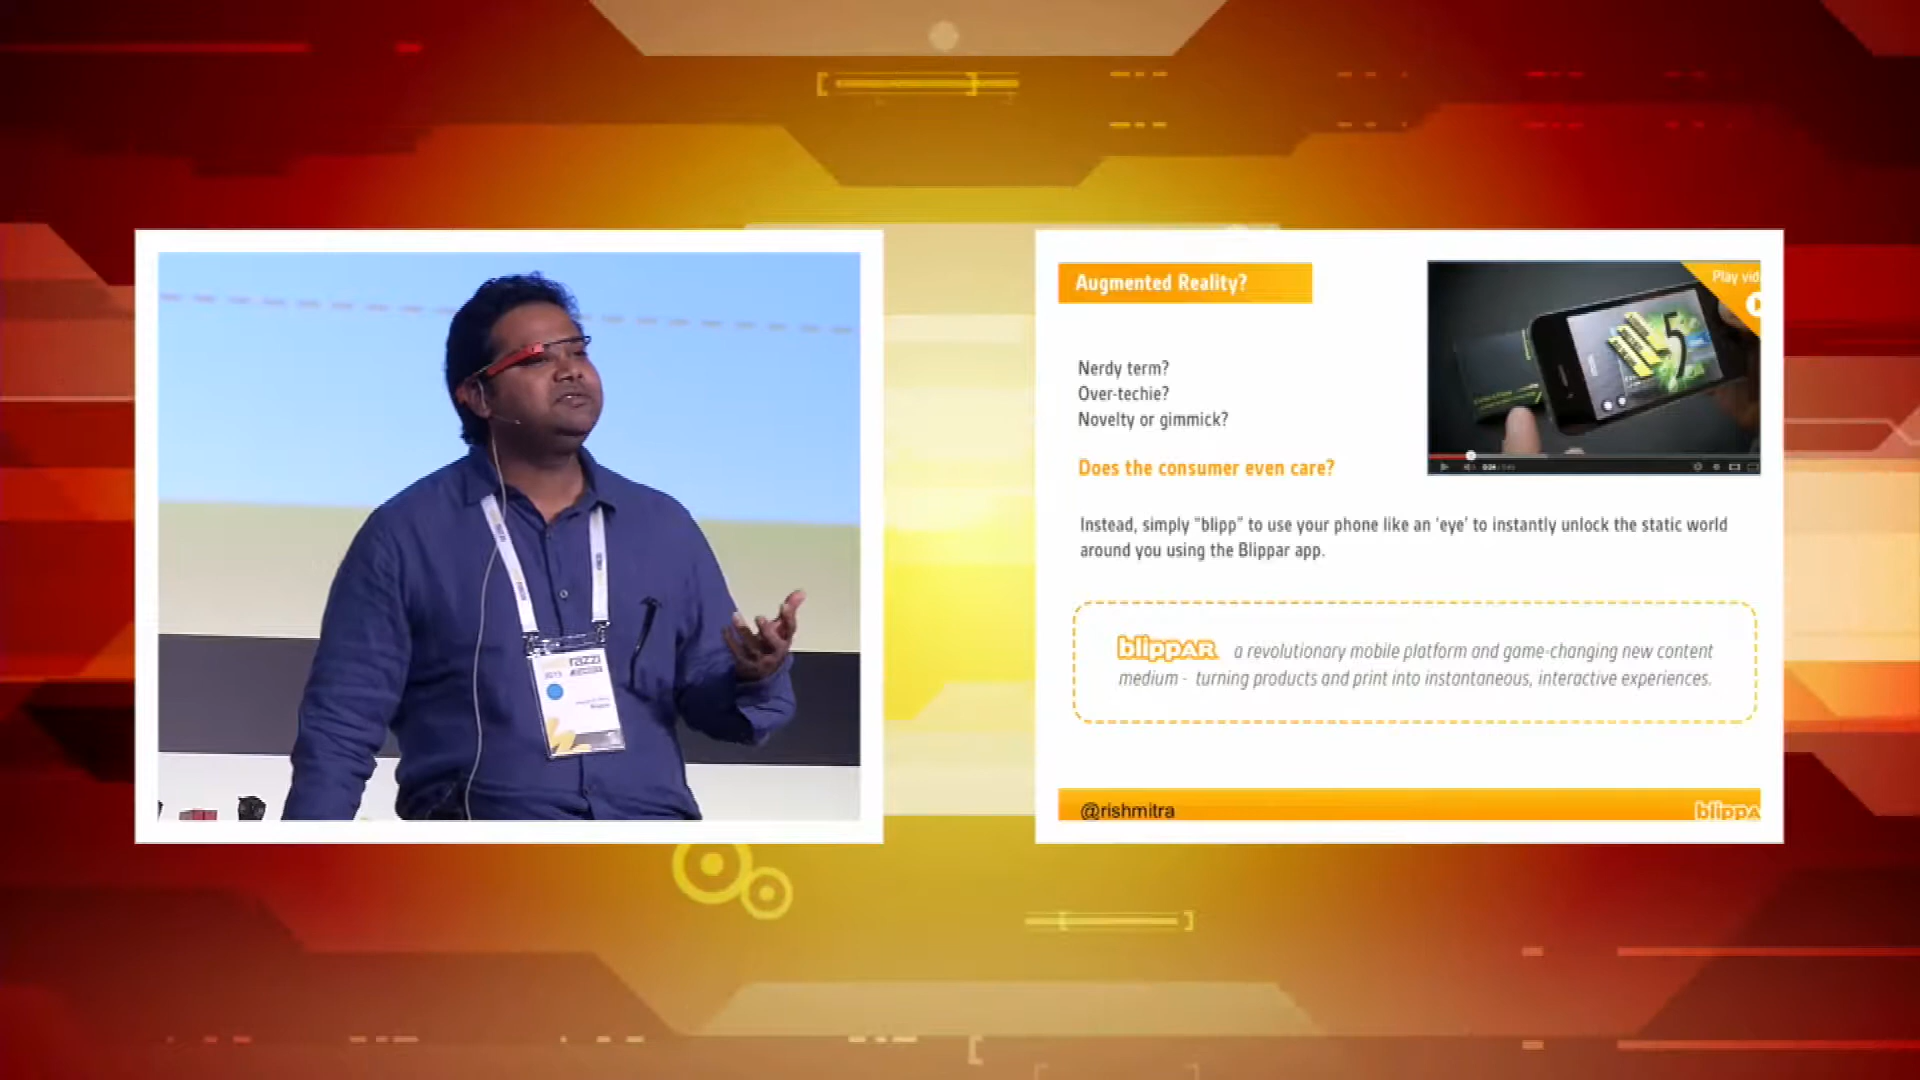 razzi
2013
Augmented Reality?
Play vid
5
Nerdy term?
Over-techie?
Novelty or gimmick?
Does the consumer even care?
Instead, simply “blipp” to use your phone like an ‘eye’ to instantly unlock the static world
around you using the Blippar app.
blippAR a revolutionary mobile platform and game-changing new content
medium - turning products and print into instantaneous, interactive experiences.
@rishmitra
blippA